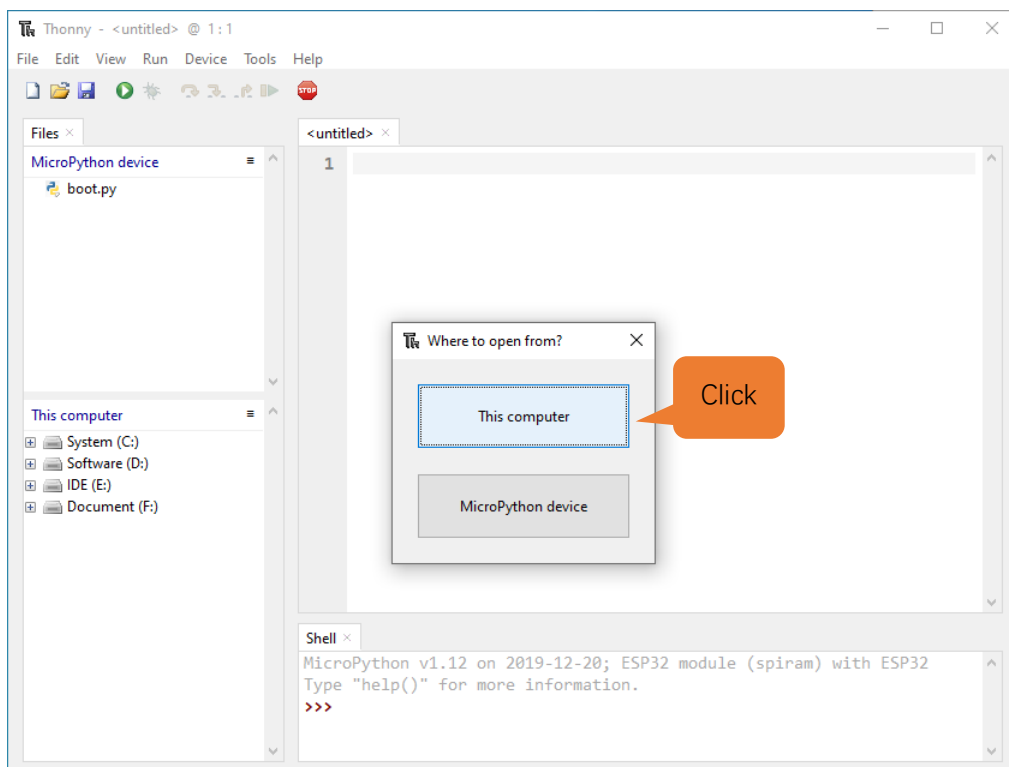 Thonny - <untitled> @ 1:1
File Edit View Run Device Tools Help
STOP
Files
<untitled>
MicroPython device
1
boot.py
Where to open from?
This computer
Click
MicroPython device
This computer
System (C:)
Software (D:)
IDE (E:)
Document (F:)
Shell
MicroPython v1.12 on 2019-12-20; ESP32 module (spiram) with ESP32
Type "help()" for more information.
>>>